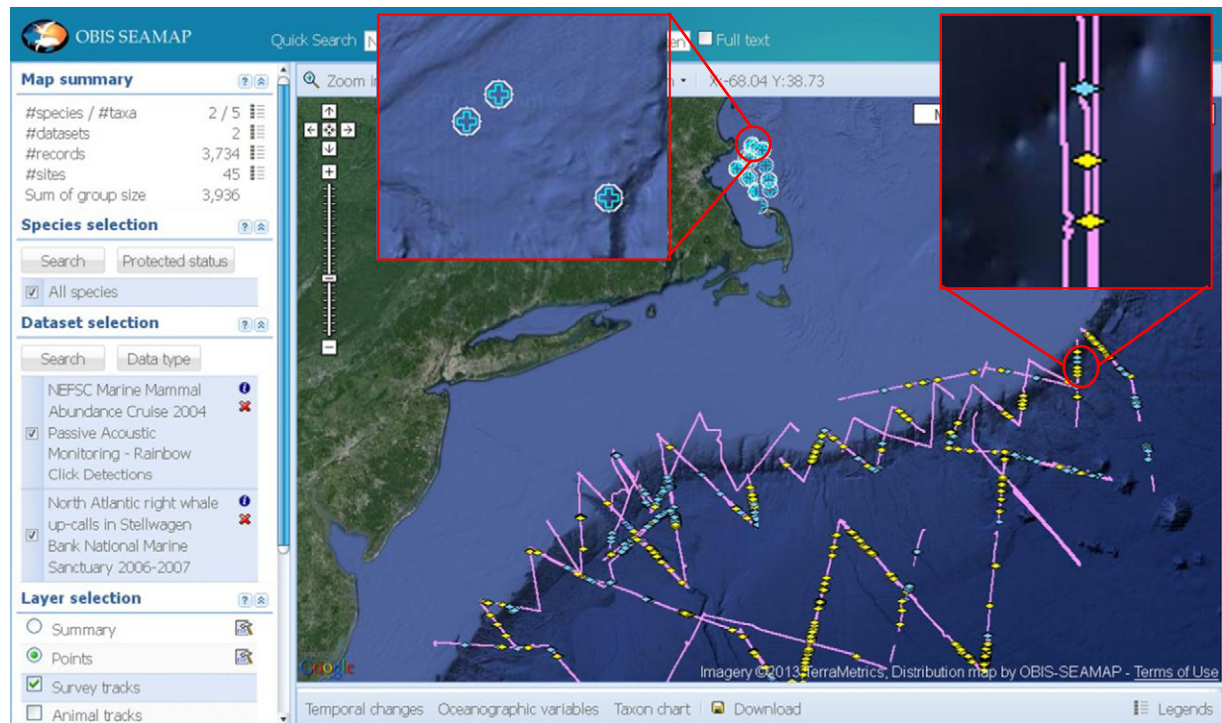 OBIS SEAMAP
Quick Search
Full text
Map summary
#species / #taxa 2 / 5
#datasets 2
#records 3,734
#sites 45
Sum of group size 3,936
Species selection
Search Protected status
All species
Dataset selection
Search Data type
NEFSC Marine Mammal
Abundance Cruise 2004
Passive Acoustic
Monitoring - Rainbow
Click Detections
North Atlantic right whale
up-calls in Stellwagen
Bank National Marine
Sanctuary 2006-2007
Layer selection
Summary
Points
Survey tracks
Animal tracks
Zoom
X:-68.04 Y:38.73
Google
Imagery ©2013 TerraMetrics, Distribution map by OBIS-SEAMAP - Terms of Use
Temporal changes Oceanographic variables Taxon chart Download Legends